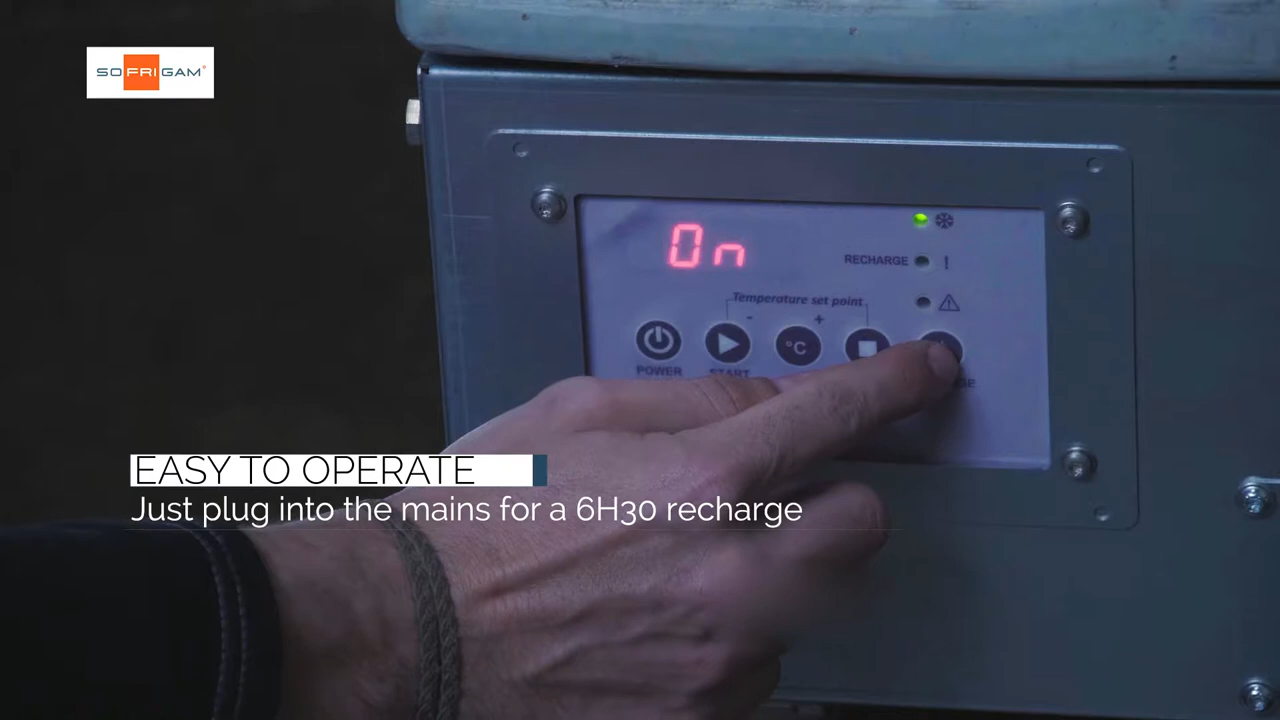 SOFRIGAM
On
RECHARGE
Temperature set point
- +
°C
POWER
START
EASY TO OPERATE
Just plug into the mains for a 6H30 recharge